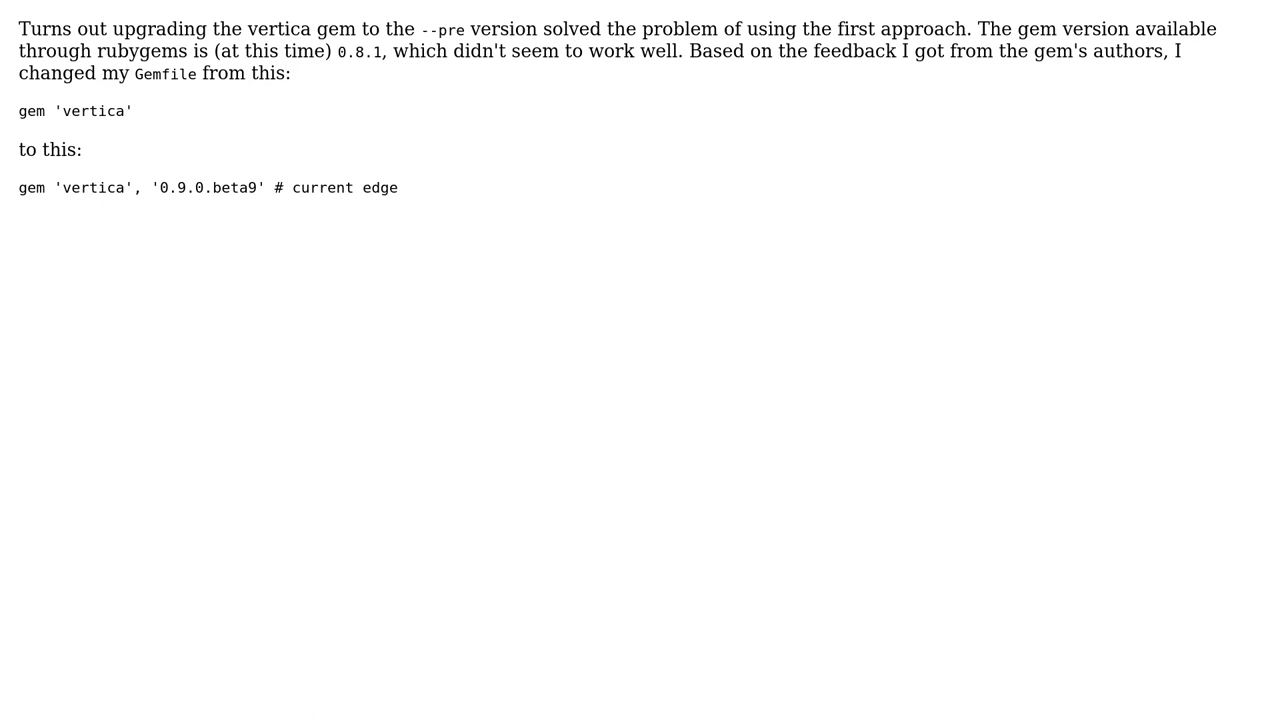 Turns out upgrading the vertica gem to the --pre version solved the problem of using the first approach. The gem version available
through rubygems is (at this time) 0.8.1, which didn't seem to work well. Based on the feedback I got from the gem's authors, I
changed my Gemfile from this:
gem 'vertica'
to this:
gem 'vertica', '0.9.0.beta9' # current edge